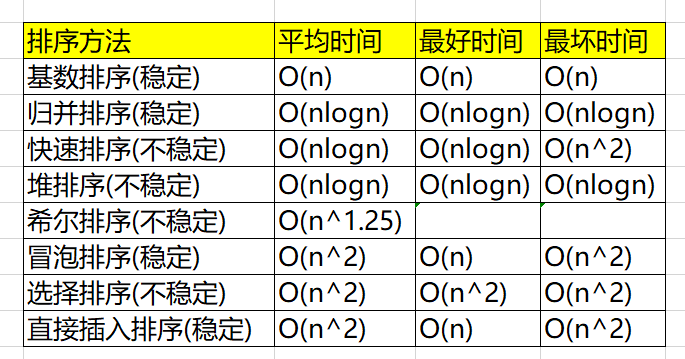 排序方法 平均时间 最好时间 最坏时间
基数排序(稳定) O(n) O(n) O(n)
归并排序(稳定) O(nlogn) O(nlogn) O(nlogn)
快速排序(不稳定) O(nlogn) O(nlogn) O(n^2)
堆排序(不稳定) O(nlogn) O(nlogn) O(nlogn)
希尔排序(不稳定) O(n^1.25)
冒泡排序(稳定) O(n^2) O(n) O(n^2)
选择排序(不稳定) O(n^2) O(n^2) O(n^2)
直接插入排序(稳定) O(n^2) O(n) O(n^2)